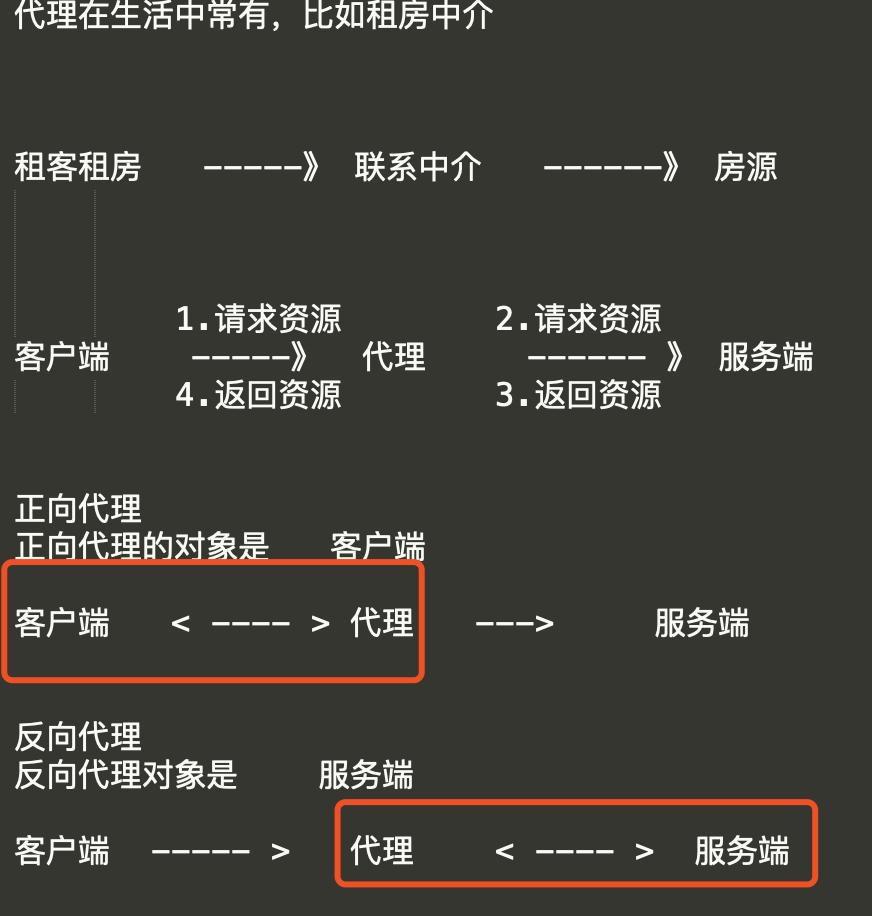 代理在生活中常有，比如租房中介
租客租房 -----》 联系中介 ------》 房源
1.请求资源 2.请求资源
客户端 -----》 代理 ------ 》 服务端
4.返回资源 3.返回资源
正向代理
正向代理的对象是 客户端
客户端 < ---- > 代理 ---> 服务端
反向代理
反向代理对象是 服务端
客户端 ----- > 代理 < ---- > 服务端